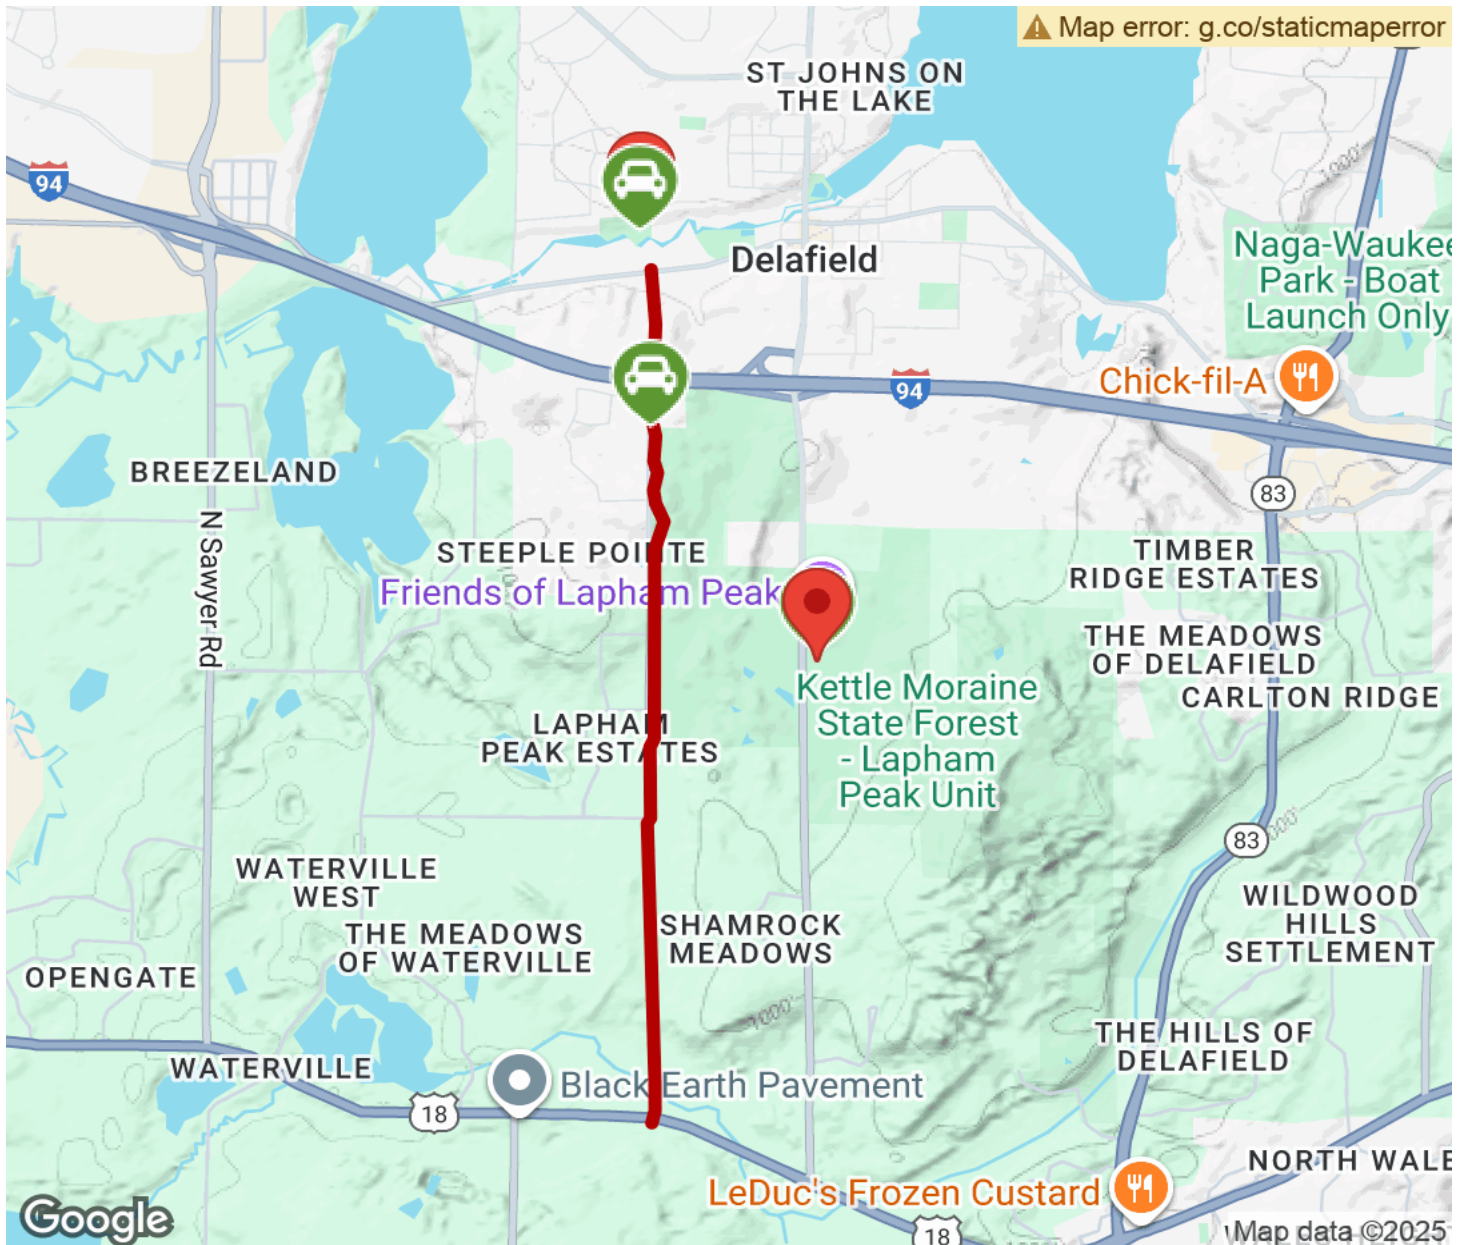 Map error: g.co/staticmaperror
ST JOHNS ON
THE LAKE
1000'
94
Delafield
Naga-Waukee
Park - Boat
Launch Only
Chick-fil-A
94
BREEZELAND
83
N Sawyer Rd
STEEPLE POINTE
Friends of Lapham Peak
TIMBER
RIDGE ESTATES
THE MEADOWS
OF DELAFIELD
CARLTON RIDGE
Kettle Moraine
State Forest
- Lapham
Peak Unit
LAPHAM
PEAK ESTATES
83
WATERVILLE
WEST
WILDWOOD
HILLS
SETTLEMENT
SHAMROCK
MEADOWS
THE MEADOWS
OF WATERVILLE
OPENGATE
1000'
THE HILLS OF
DELAFIELD
WATERVILLE
Black Earth Pavement
18
NORTH WALE
LeDuc's Frozen Custard
Google
18
Map data ©2025